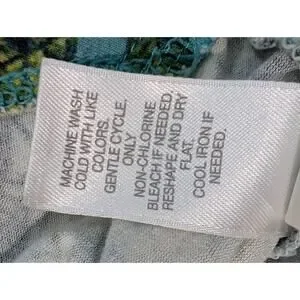 MACHINE WASH
COLD WITH LIKE
COLORS.
GENTLE CYCLE.
ONLY
NON-CHLORINE
BLEACH IF NEEDED.
RESHAPE AND DRY
FLAT.
COOL IRON IF
NEEDED.